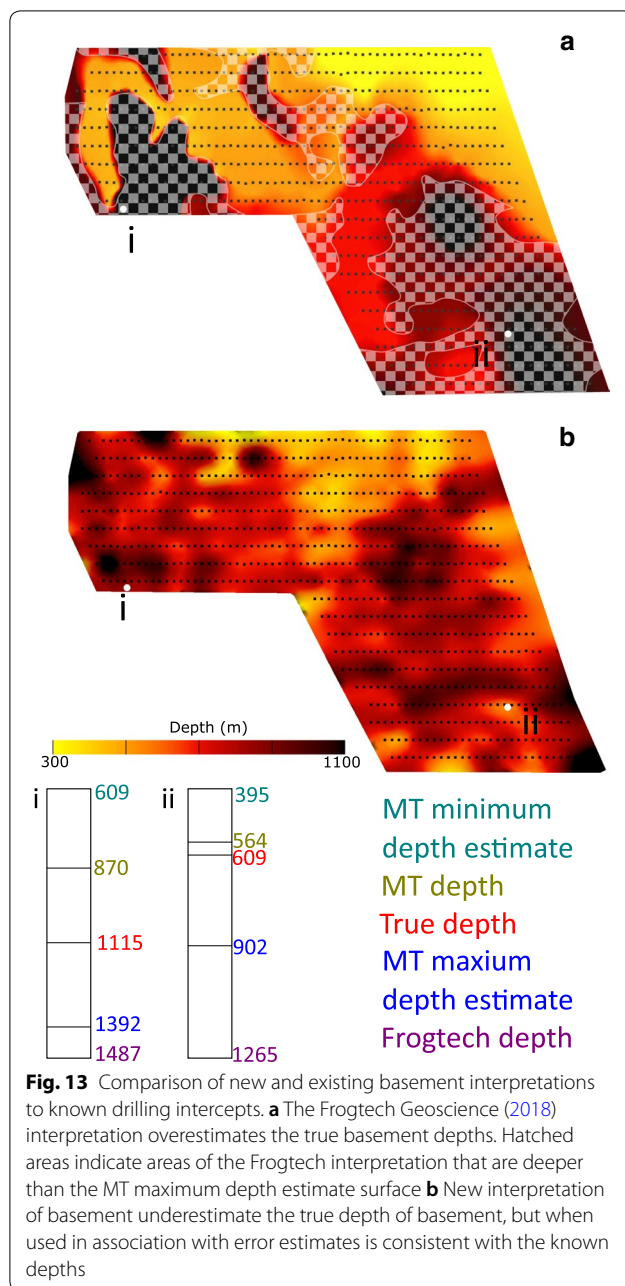 a
i
ii
b
i
ii
Depth (m)
300 1100
i
609
870
1115
1392
1487
ii
395
564
609
902
1265
MT minimum
depth estimate
MT depth
True depth
MT maxium
depth estimate
Frogtech depth
Fig. 13 Comparison of new and existing basement interpretations
to known drilling intercepts. a The Frogtech Geoscience (2018)
interpretation overestimates the true basement depths. Hatched
areas indicate areas of the Frogtech interpretation that are deeper
than the MT maximum depth estimate surface b New interpretation
of basement underestimate the true depth of basement, but when
used in association with error estimates is consistent with the known
depths